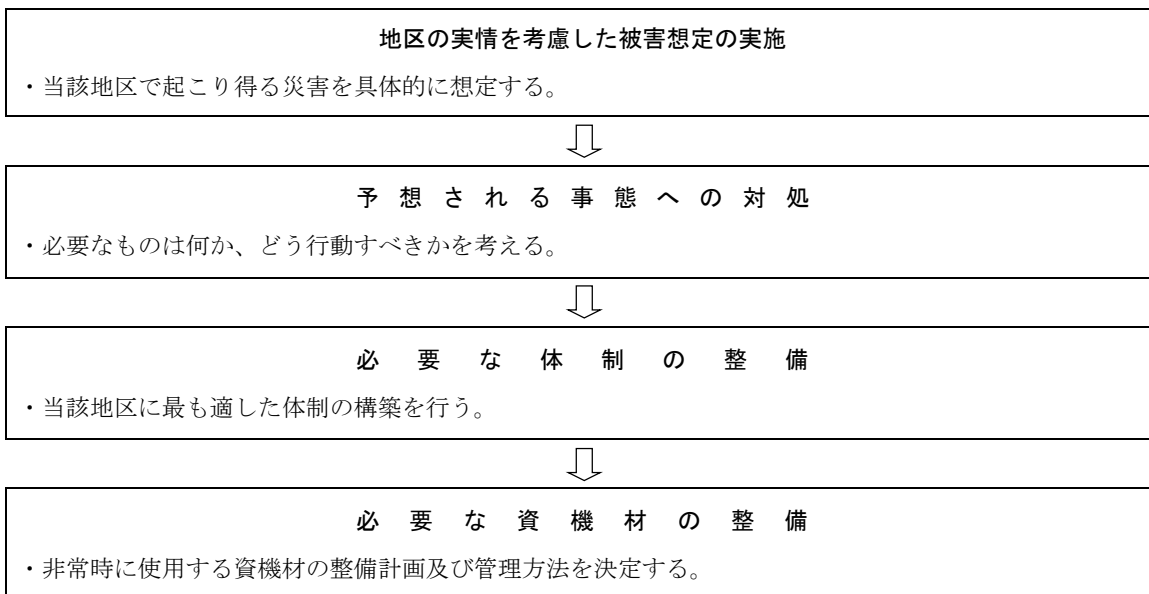 地区の実情を考慮した被害想定の実施
・当該地区で起こり得る災害を具体的に想定する。
予想される事態への対処
・必要なものは何か、どう行動すべきかを考える。
必要な体制の整備
・当該地区に最も適した体制の構築を行う。
必要な資機材の整備
・非常時に使用する資機材の整備計画及び管理方法を決定する。